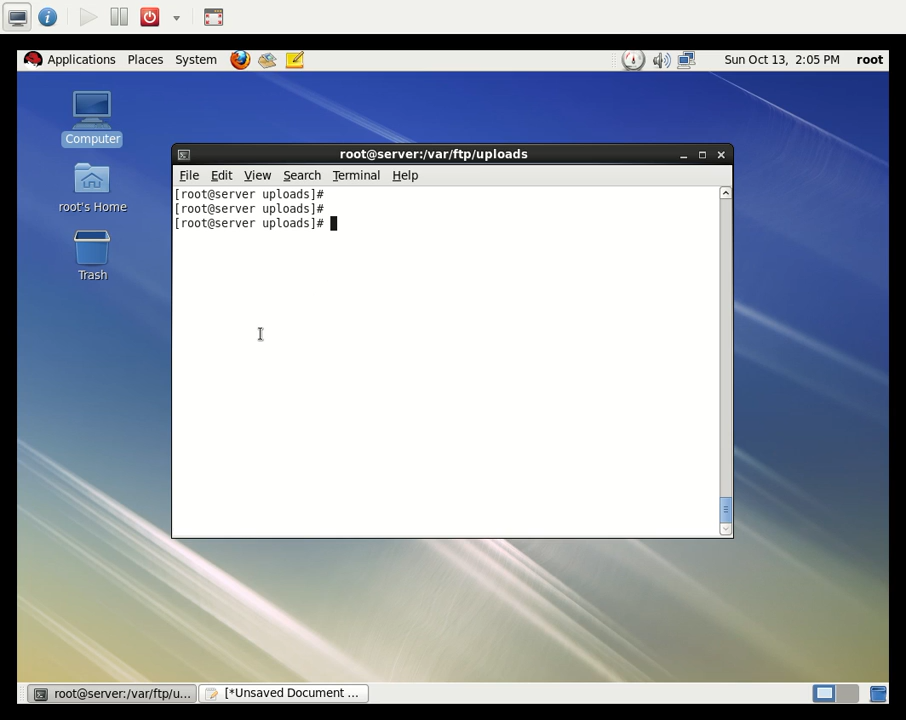 Applications Places System Sun Oct 13, 2:05 PM root
Computer
root's Home
Trash
root@server:/var/ftp/uploads
File Edit View Search Terminal Help
[root@server uploads]#
[root@server uploads]#
[root@server uploads]#
root@server:/var/ftp/u... [*Unsaved Document ...